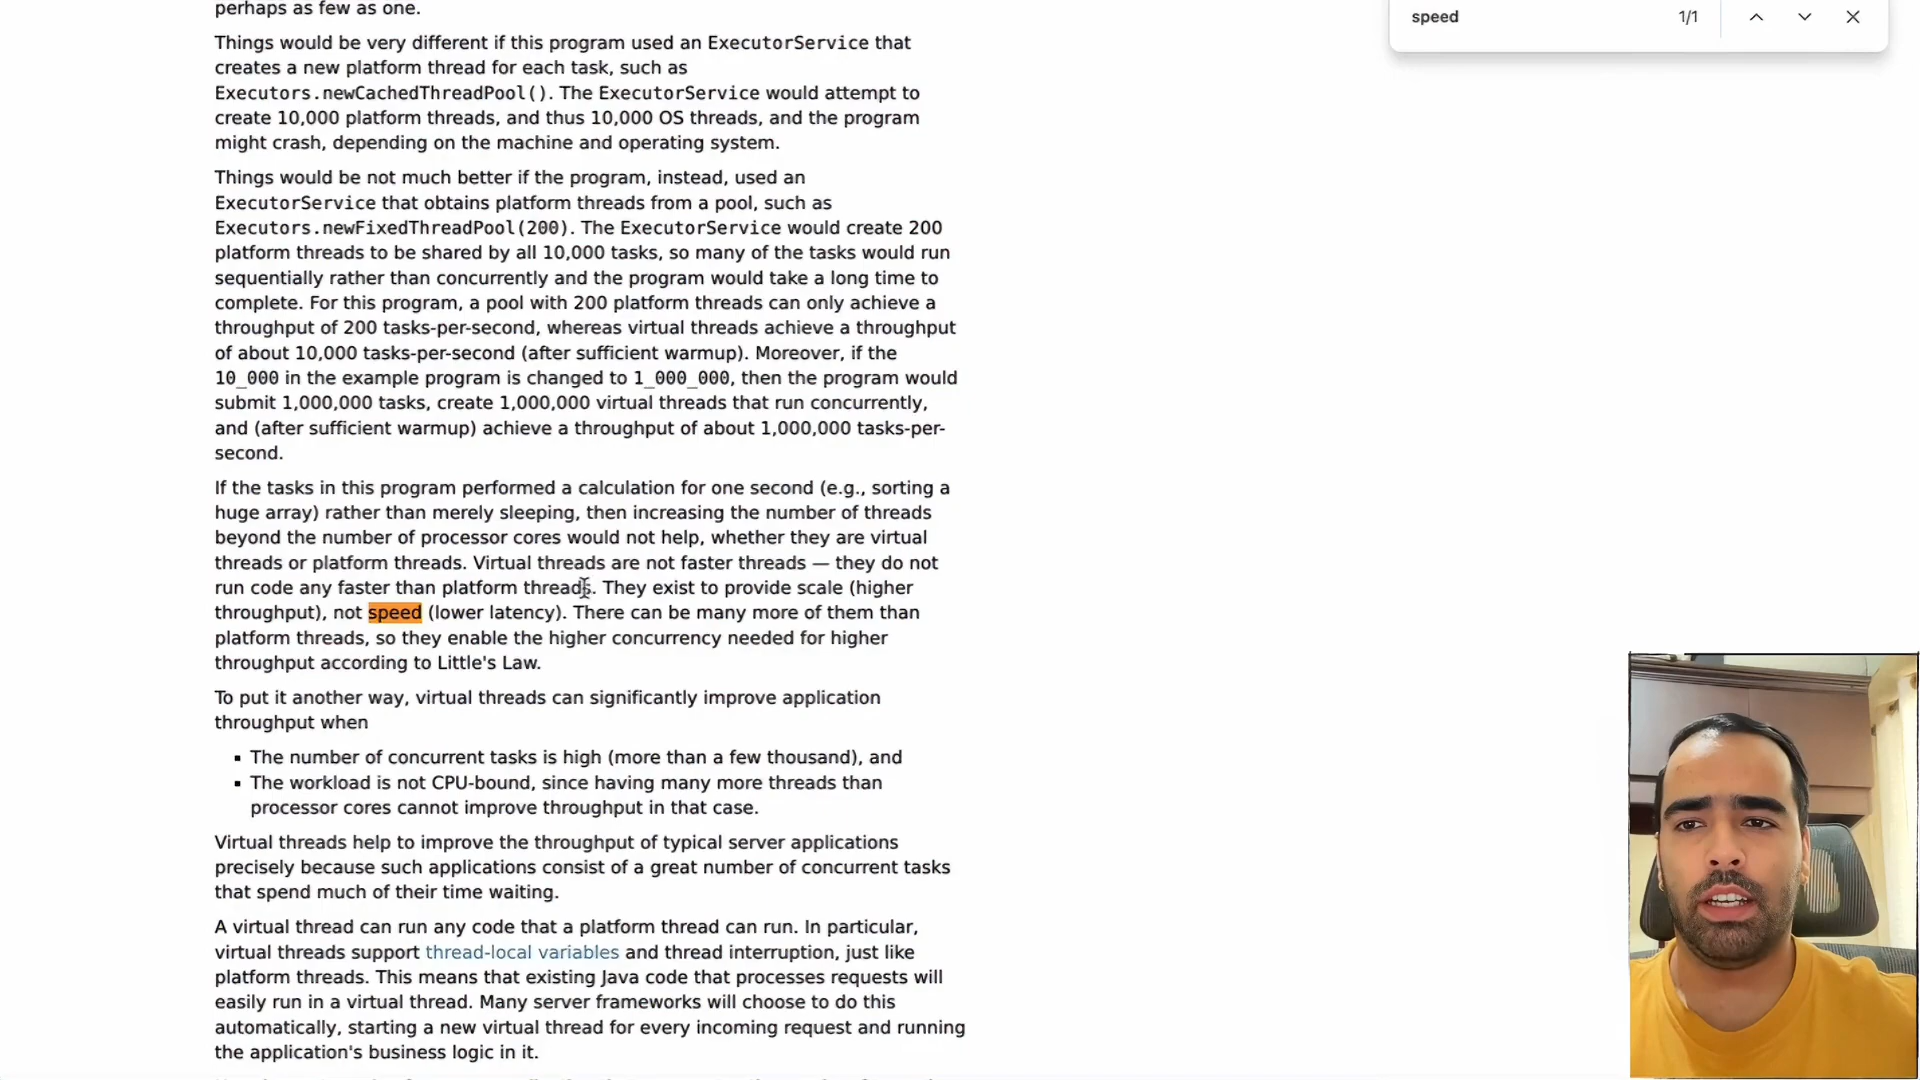 perhaps as few as one.
speed 1/1
Things would be very different if this program used an ExecutorService that
creates a new platform thread for each task, such as
Executors.newCachedThreadPool(). The ExecutorService would attempt to
create 10,000 platform threads, and thus 10,000 OS threads, and the program
might crash, depending on the machine and operating system.
Things would be not much better if the program, instead, used an
ExecutorService that obtains platform threads from a pool, such as
Executors.newFixedThreadPool(200). The ExecutorService would create 200
platform threads to be shared by all 10,000 tasks, so many of the tasks would run
sequentially rather than concurrently and the program would take a long time to
complete. For this program, a pool with 200 platform threads can only achieve a
throughput of 200 tasks-per-second, whereas virtual threads achieve a throughput
of about 10,000 tasks-per-second (after sufficient warmup). Moreover, if the
10_000 in the example program is changed to 1_000_000, then the program would
submit 1,000,000 tasks, create 1,000,000 virtual threads that run concurrently,
and (after sufficient warmup) achieve a throughput of about 1,000,000 tasks-per-
second.
If the tasks in this program performed a calculation for one second (e.g., sorting a
huge array) rather than merely sleeping, then increasing the number of threads
beyond the number of processor cores would not help, whether they are virtual
threads or platform threads. Virtual threads are not faster threads — they do not
run code any faster than platform threads. They exist to provide scale (higher
throughput), not speed (lower latency). There can be many more of them than
platform threads, so they enable the higher concurrency needed for higher
throughput according to Little's Law.
To put it another way, virtual threads can significantly improve application
throughput when
▪ The number of concurrent tasks is high (more than a few thousand), and
▪ The workload is not CPU-bound, since having many more threads than
processor cores cannot improve throughput in that case.
Virtual threads help to improve the throughput of typical server applications
precisely because such applications consist of a great number of concurrent tasks
that spend much of their time waiting.
A virtual thread can run any code that a platform thread can run. In particular,
virtual threads support thread-local variables and thread interruption, just like
platform threads. This means that existing Java code that processes requests will
easily run in a virtual thread. Many server frameworks will choose to do this
automatically, starting a new virtual thread for every incoming request and running
the application's business logic in it.